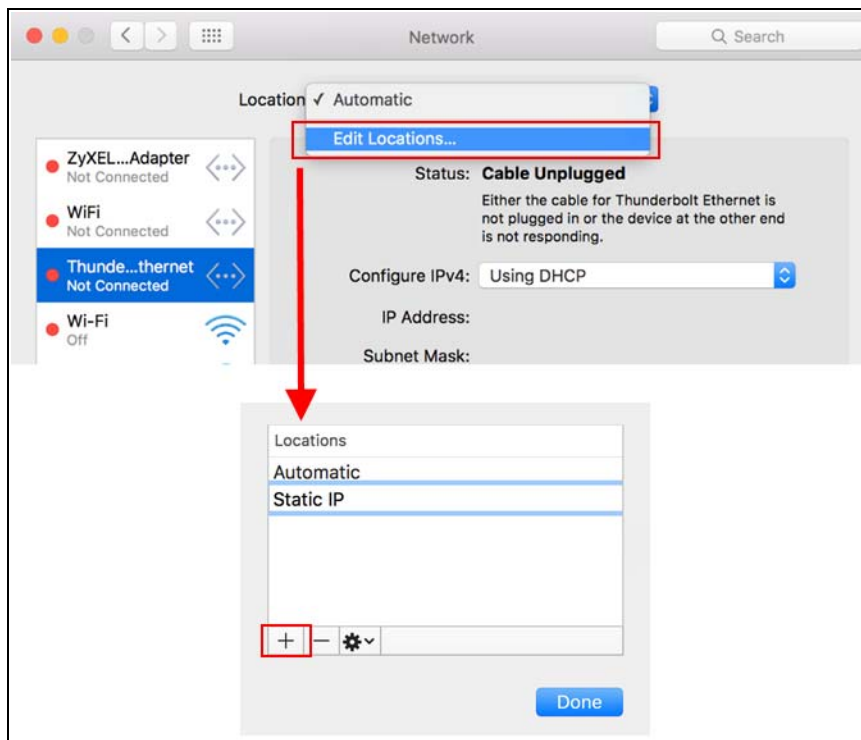 Network
Search
Location ✓ Automatic
Edit Locations...
ZyXEL...Adapter
Not Connected
WiFi
Not Connected
Thunde...thernet
Not Connected
Wi-Fi
Off
Status: Cable Unplugged
Either the cable for Thunderbolt Ethernet is
not plugged in or the device at the other end
is not responding.
Configure IPv4: Using DHCP
IP Address:
Subnet Mask:
Locations
Automatic
Static IP
Done